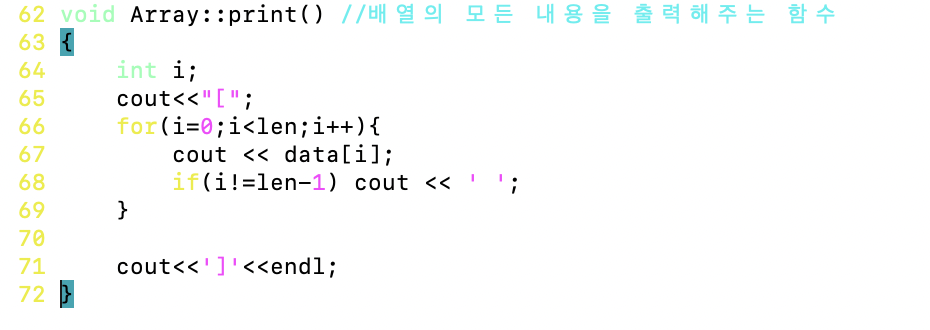 62 void Array::print() //배열의 모든 내용을 출력해주는 함수
63 {
64     int i;
65     cout<<"[";
66     for(i=0;i<len;i++){
67         cout << data[i];
68         if(i!=len-1) cout << ' ';
69     }
70
71     cout<<']'<<endl;
72 }